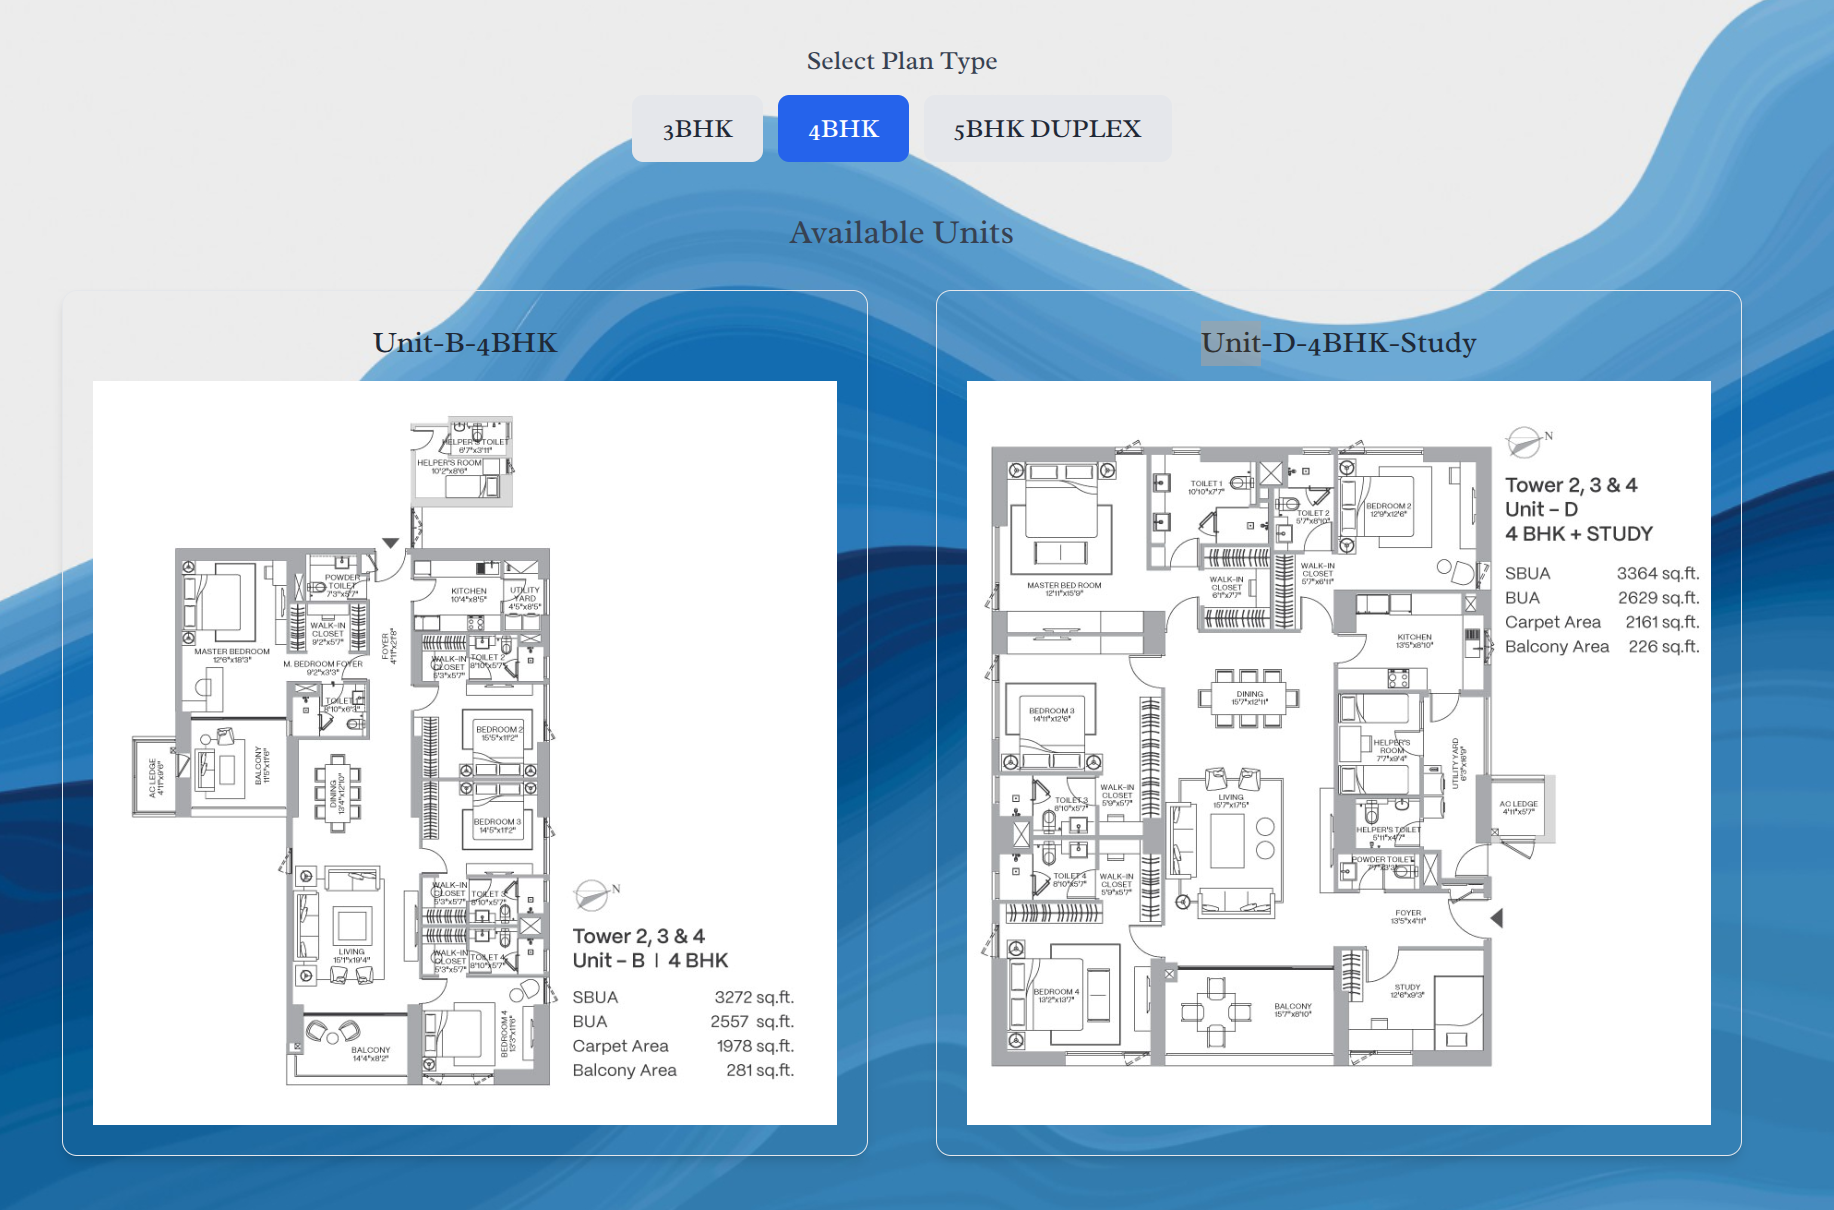 Select Plan Type
3BHK
4BHK
5BHK DUPLEX
Available Units
Unit-B-4BHK
HELPER'S TOILET
6'7"x3'11"
HELPER'S ROOM
10'2"x8'6"
POWDER
TOILET
7'3"x5'7"
KITCHEN
10'4"x8'5"
UTILITY
YARD
4'5"x8'5"
WALK-IN
CLOSET
9'2"x5'7"
FOYER
4'11"x21'8"
MASTER BEDROOM
12'6"x18'3"
M. BEDROOM FOYER
9'2"x3'3"
WALK-IN
CLOSET
5'3"x5'7"
TOILET 2
8'10"x5'7"
TOILET
8'10"x6'3"
BEDROOM 2
15'5"x11'2"
AC LEDGE
4'11"x9'6"
BALCONY
11'5"x11'6"
DINING
13'4"x12'10"
BEDROOM 3
14'5"x11'2"
WALK-IN
CLOSET
5'3"x5'7"
TOILET 3
8'10"x5'7"
LIVING
15'1"x19'4"
WALK-IN
CLOSET
5'3"x5'7"
TOILET 4
8'10"x5'7"
BEDROOM 4
13'3"x11'6"
BALCONY
14'4"x8'2"
N
Tower 2, 3 & 4
Unit – B | 4 BHK
SBUA 3272 sq.ft.
BUA 2557 sq.ft.
Carpet Area 1978 sq.ft.
Balcony Area 281 sq.ft.
Unit-D-4BHK-Study
TOILET 1
10'10"x7'7"
TOILET 2
5'7"x8'10"
BEDROOM 2
12'9"x12'6"
MASTER BED ROOM
12'11"x15'9"
WALK-IN
CLOSET
6'1"x7'7"
WALK-IN
CLOSET
5'7"x6'11"
KITCHEN
13'5"x8'10"
DINING
15'7"x12'11"
BEDROOM 3
14'11"x12'6"
HELPER'S
ROOM
7'7"x9'4"
UTILITY YARD
6'3"x16'9"
TOILET 3
8'10"x5'7"
WALK-IN
CLOSET
5'9"x5'7"
LIVING
15'7"x17'5"
AC LEDGE
4'11"x5'7"
HELPER'S TOILET
5'11"x4'7"
POWDER TOILET
TOILET 4
8'10"x5'7"
WALK-IN
CLOSET
5'9"x5'7"
FOYER
13'5"x4'11"
BEDROOM 4
13'2"x13'7"
BALCONY
15'7"x8'10"
STUDY
12'6"x9'3"
N
Tower 2, 3 & 4
Unit – D
4 BHK + STUDY
SBUA 3364 sq.ft.
BUA 2629 sq.ft.
Carpet Area 2161 sq.ft.
Balcony Area 226 sq.ft.